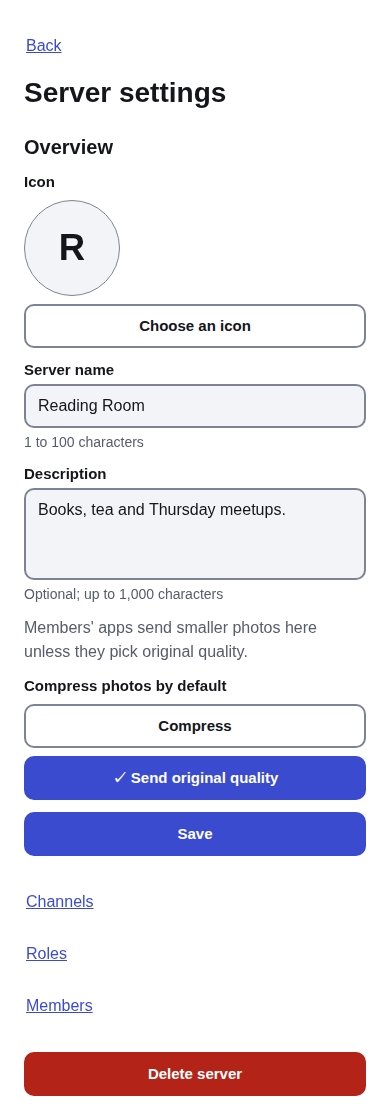 Back
Server settings
Overview
Icon
R
Choose an icon
Server name
Reading Room
1 to 100 characters
Description
Books, tea and Thursday meetups.
Optional; up to 1,000 characters
Members' apps send smaller photos here
unless they pick original quality.
Compress photos by default
Compress
✓ Send original quality
Save
Channels
Roles
Members
Delete server